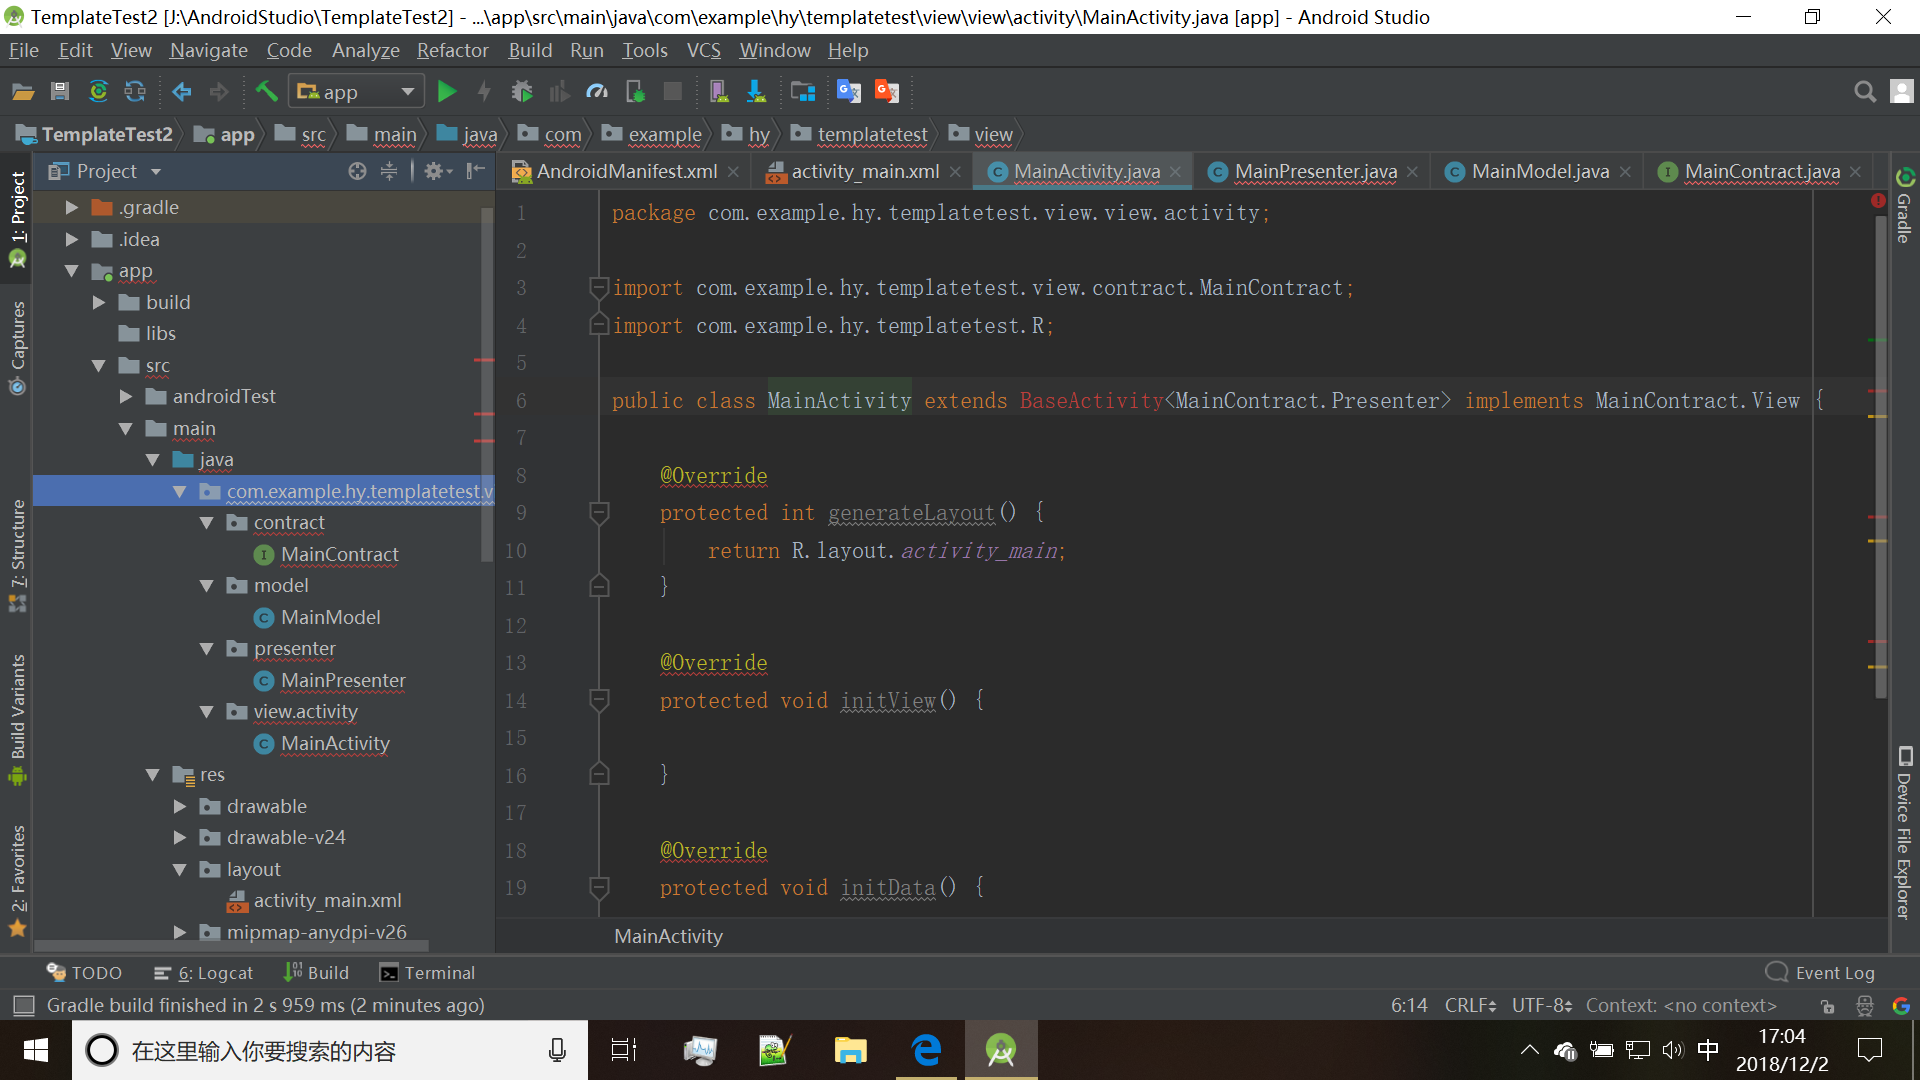 TemplateTest2 [J:\AndroidStudio\TemplateTest2] - ...\app\src\main\java\com\example\hy\templatetest\view\view\activity\MainActivity.java [app] - Android Studio
File Edit View Navigate Code Analyze Refactor Build Run Tools VCS Window Help
app
TemplateTest2 app src main java com example hy templatetest view
Project
AndroidManifest.xml activity_main.xml MainActivity.java MainPresenter.java MainModel.java MainContract.java
1: Project
Captures
7: Structure
Build Variants
2: Favorites
.gradle
.idea
app
build
libs
src
androidTest
main
java
com.example.hy.templatetest.v
contract
MainContract
model
MainModel
presenter
MainPresenter
view.activity
MainActivity
res
drawable
drawable-v24
layout
activity_main.xml
mipmap-anydpi-v26
1 package com.example.hy.templatetest.view.view.activity;
2
3 import com.example.hy.templatetest.view.contract.MainContract;
4 import com.example.hy.templatetest.R;
5
6 public class MainActivity extends BaseActivity<MainContract.Presenter> implements MainContract.View {
7
8 @Override
9 protected int generateLayout() {
10 return R.layout.activity_main;
11 }
12
13 @Override
14 protected void initView() {
15
16 }
17
18 @Override
19 protected void initData() {
MainActivity
Gradle
Device File Explorer
TODO 6: Logcat Build Terminal Event Log
Gradle build finished in 2 s 959 ms (2 minutes ago) 6:14 CRLF UTF-8 Context: <no context>
在这里输入你要搜索的内容
中
17:04
2018/12/2